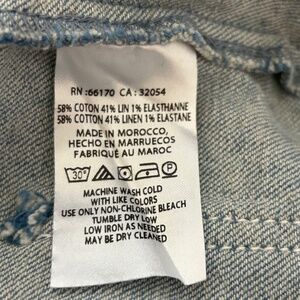 RN :66170 CA : 32054
58% COTON 41% LIN 1% ELASTHANNE
58% COTTON 41% LINEN 1% ELASTANE
MADE IN MOROCCO,
HECHO EN MARRUECOS
FABRIQUÉ AU MAROC
30° P
MACHINE WASH COLD
WITH LIKE COLORS
USE ONLY NON-CHLORINE BLEACH
TUMBLE DRY LOW
LOW IRON AS NEEDED
MAY BE DRY CLEANED